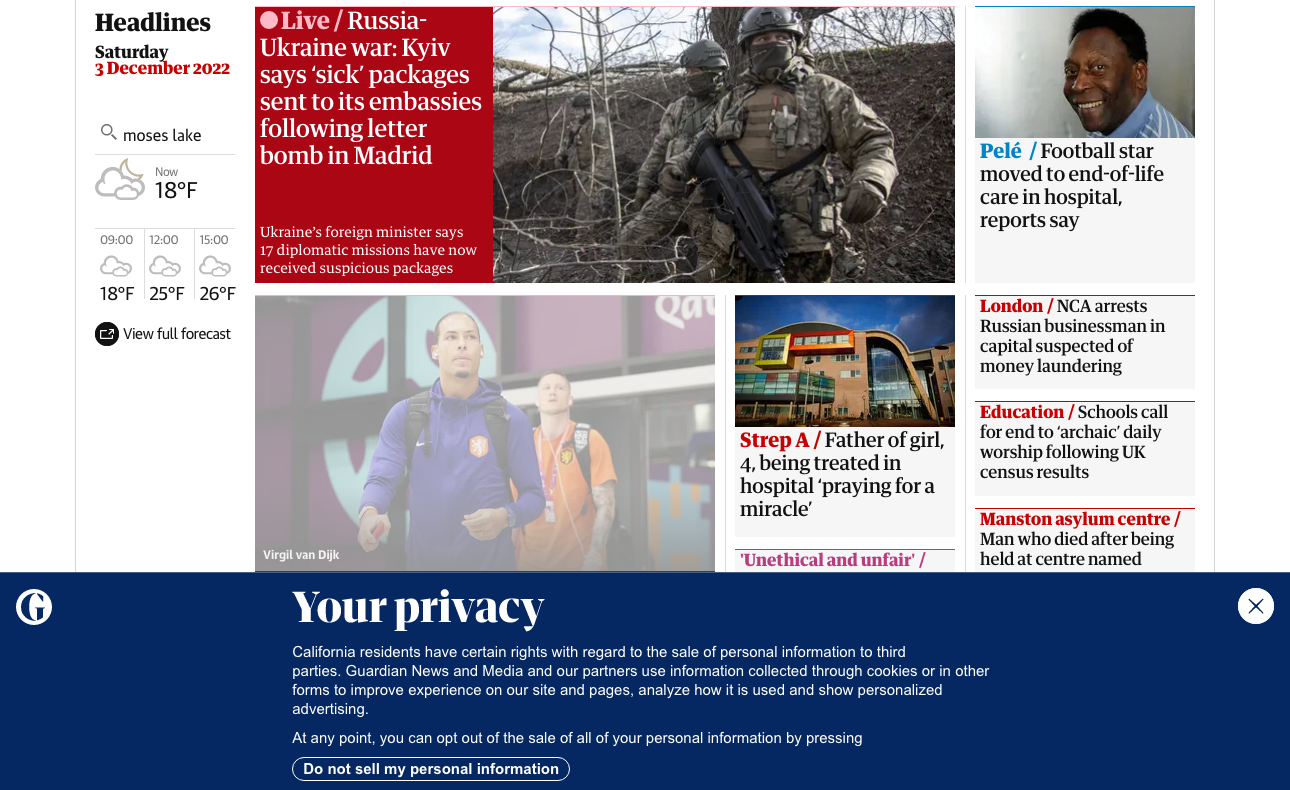 Headlines
Saturday
3 December 2022
moses lake
Now
18°F
09:00
12:00
15:00
18°F
25°F
26°F
View full forecast
Live / Russia-
Ukraine war: Kyiv
says ‘sick’ packages
sent to its embassies
following letter
bomb in Madrid
Ukraine’s foreign minister says
17 diplomatic missions have now
received suspicious packages
Pelé / Football star
moved to end-of-life
care in hospital,
reports say
Qat
Virgil van Dijk
Strep A / Father of girl,
4, being treated in
hospital ‘praying for a
miracle’
'Unethical and unfair' /
London / NCA arrests
Russian businessman in
capital suspected of
money laundering
Education / Schools call
for end to ‘archaic’ daily
worship following UK
census results
Manston asylum centre /
Man who died after being
held at centre named
Your privacy
California residents have certain rights with regard to the sale of personal information to third
parties. Guardian News and Media and our partners use information collected through cookies or in other
forms to improve experience on our site and pages, analyze how it is used and show personalized
advertising.
At any point, you can opt out of the sale of all of your personal information by pressing
Do not sell my personal information